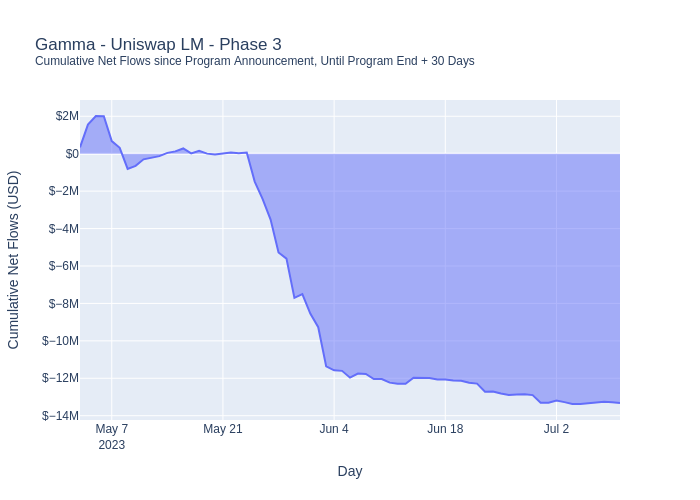 Gamma - Uniswap LM - Phase 3
Cumulative Net Flows since Program Announcement, Until Program End + 30 Days
Cumulative Net Flows (USD)
$2M
$0
$−2M
$−4M
$−6M
$−8M
$−10M
$−12M
$−14M
May 7
2023
May 21
Jun 4
Jun 18
Jul 2
Day